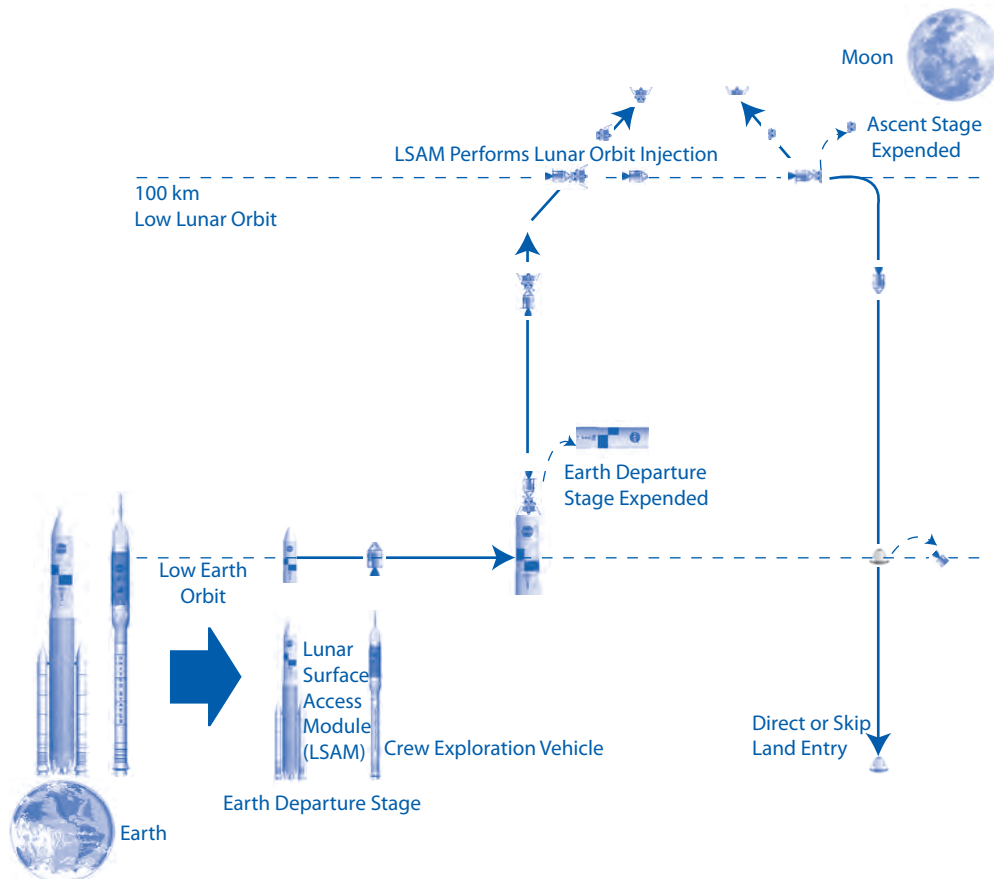 Moon
Ascent Stage
Expended
LSAM Performs Lunar Orbit Injection
100 km
Low Lunar Orbit
Earth Departure
Stage Expended
Low Earth
Orbit
Lunar
Surface
Access
Module
(LSAM)
Crew Exploration Vehicle
Earth Departure Stage
Direct or Skip
Land Entry
Earth